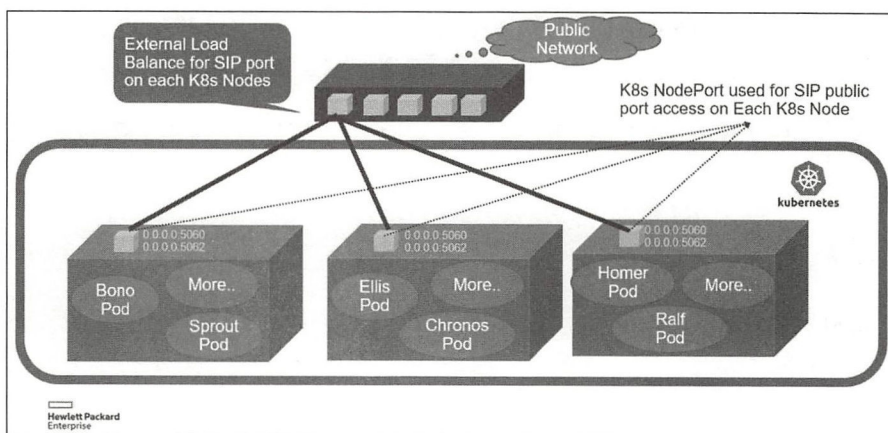 External Load
Balance for SIP port
on each K8s Nodes
Public
Network
K8s NodePort used for SIP public
port access on Each K8s Node
kubernetes
0.0.0.0:5060
0.0.0.0:5062
Bono
Pod
More..
Sprout
Pod
0.0.0.0:5060
0.0.0.0:5062
Ellis
Pod
More..
Chronos
Pod
0.0.0.0:5060
0.0.0.0:5062
Homer
Pod
More..
Ralf
Pod
Hewlett Packard
Enterprise